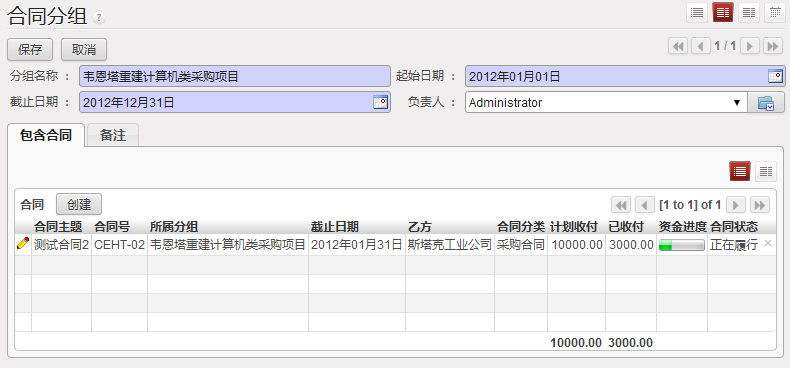 合同分组 ?
保存 取消 1 / 1
分组名称 : 韦恩塔重建计算机类采购项目 起始日期 : 2012年01月01日
截止日期 : 2012年12月31日 负责人 : Administrator
包含合同 备注
合同 创建 [1 to 1] of 1
合同主题 合同号 所属分组 截止日期 乙方 合同分类 计划收付 已收付 资金进度 合同状态
测试合同2 CEHT-02 韦恩塔重建计算机类采购项目 2012年01月31日 斯塔克工业公司 采购合同 10000.00 3000.00 正在履行
10000.00 3000.00